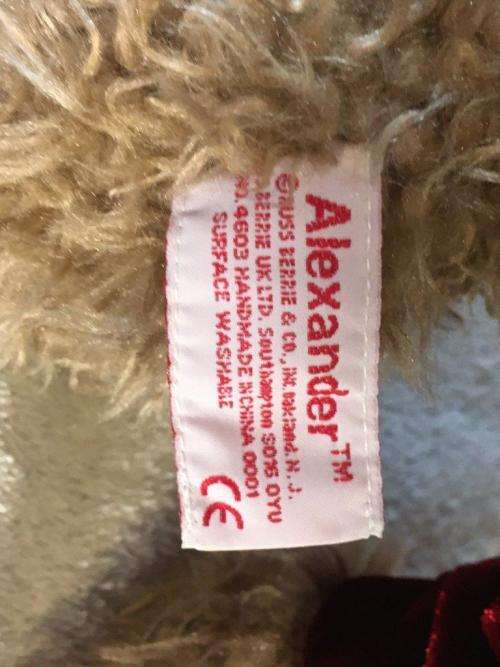 Alexander™
© RUSS BERRIE & CO., INC. Oakland, N.J.
BERRIE UK LTD. Southampton SO16 0YU
NO. 4603 HANDMADE IN CHINA 0001
SURFACE WASHABLE
CE